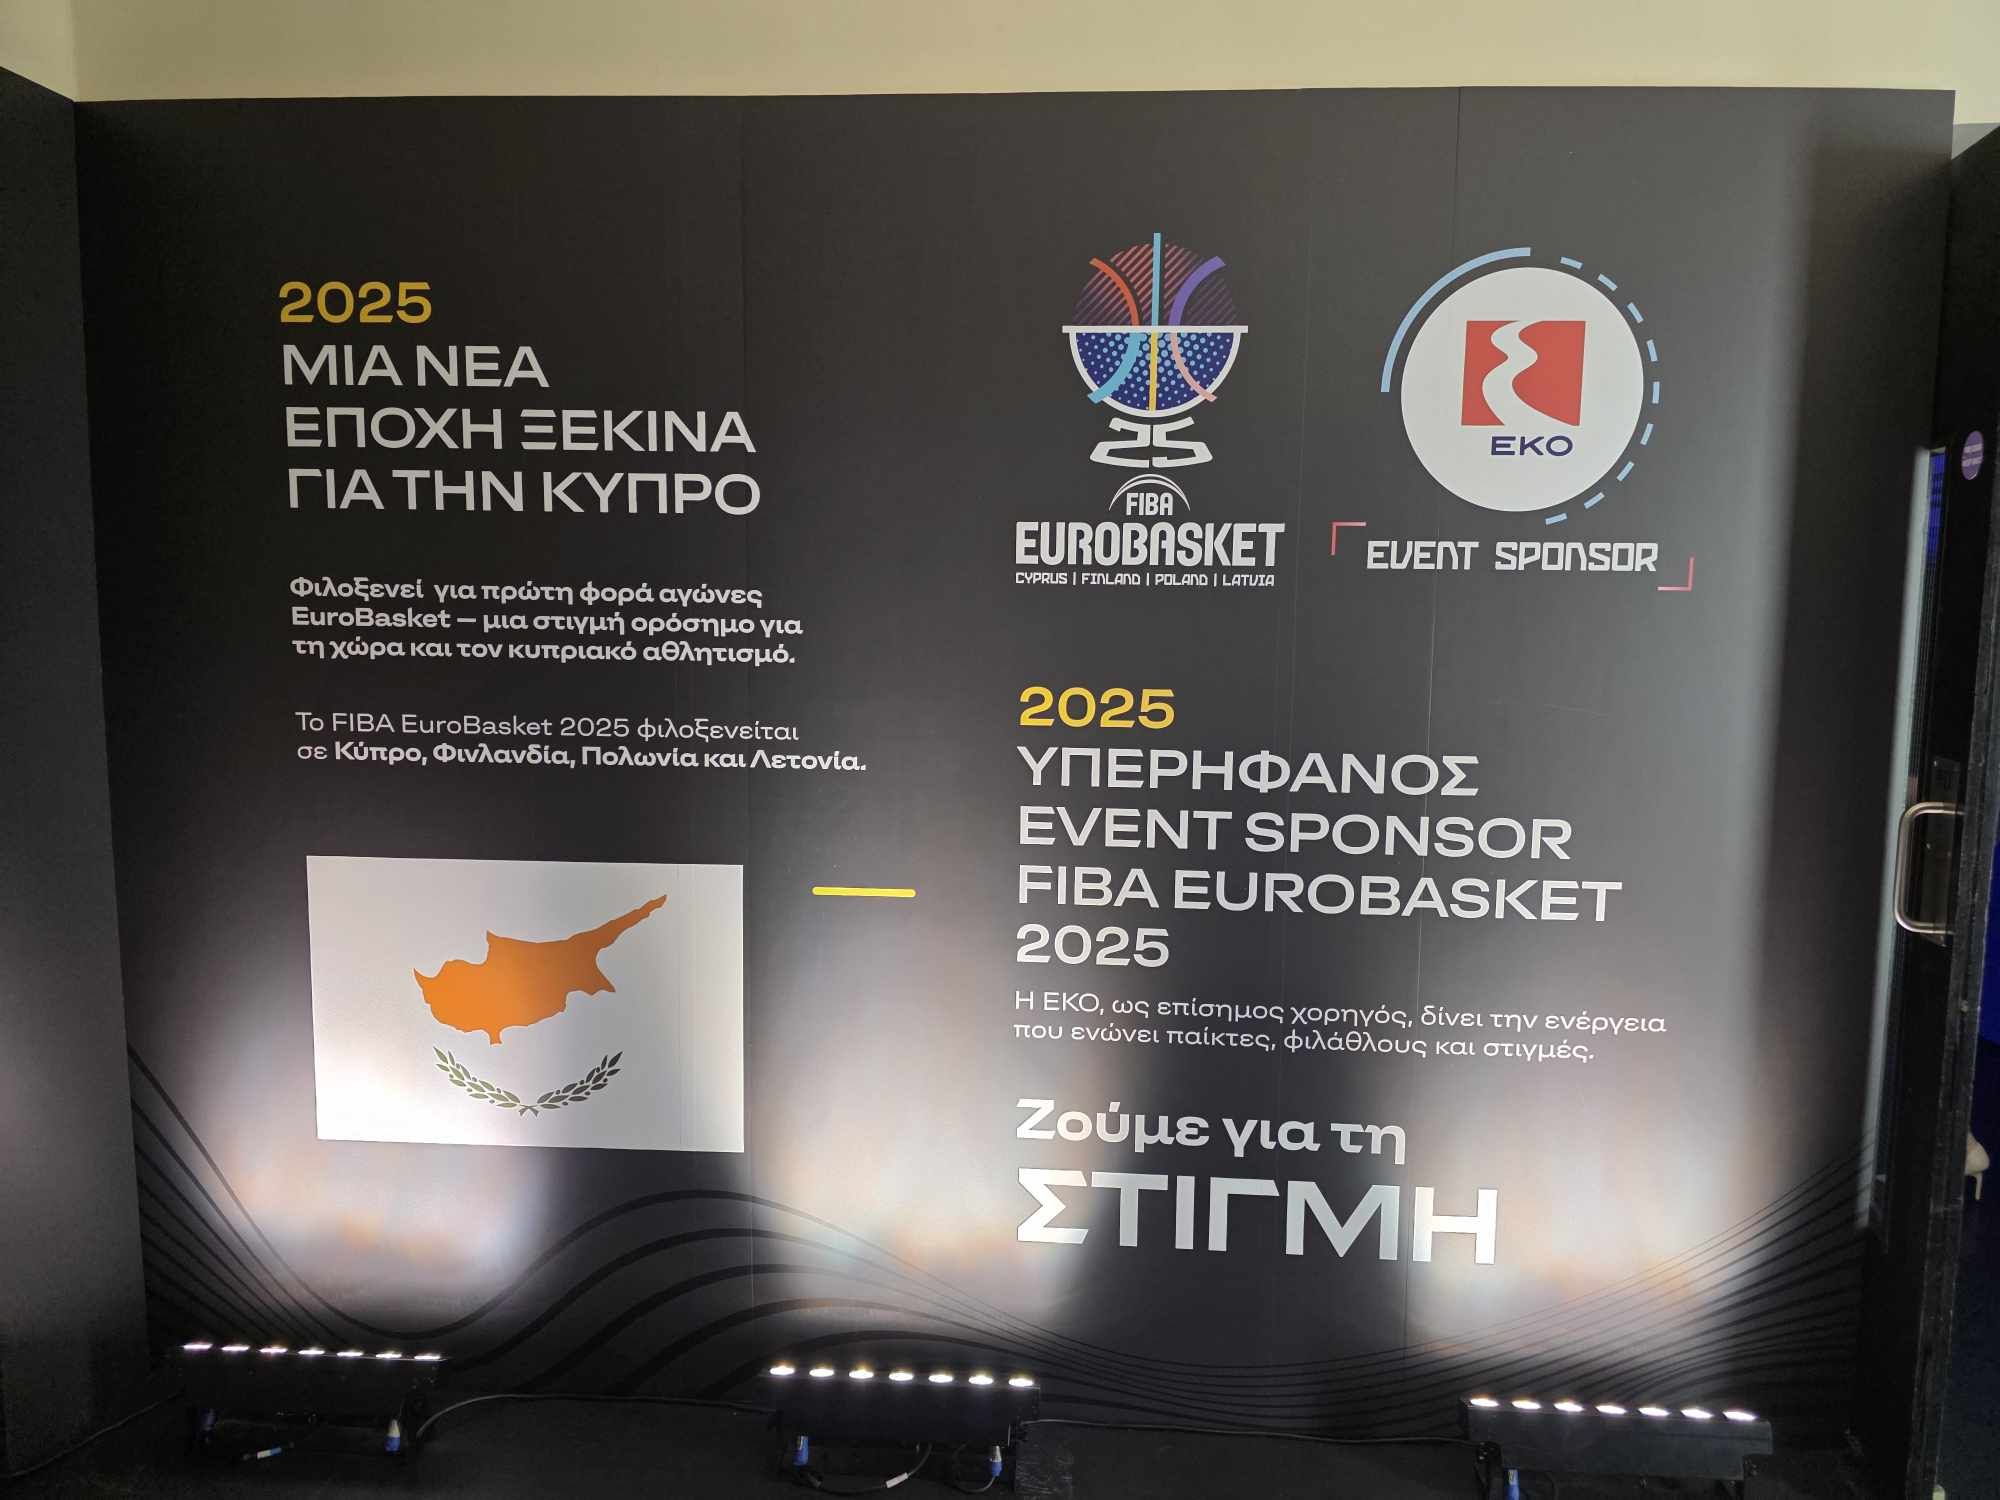 2025
ΜΙΑ ΝΕΑ
ΕΠΟΧΗ ΞΕΚΙΝΑ
ΓΙΑ ΤΗΝ ΚΥΠΡΟ
Φιλοξενεί για πρώτη φορά αγώνες
EuroBasket – μια στιγμή ορόσημο για
τη χώρα και τον κυπριακό αθλητισμό.
Το FIBA EuroBasket 2025 φιλοξενείται
σε Κύπρο, Φινλανδία, Πολωνία και Λετονία.
25
FIBA
EUROBASKET
CYPRUS | FINLAND | POLAND | LATVIA
EKO
EVENT SPONSOR
2025
ΥΠΕΡΗΦΑΝΟΣ
EVENT SPONSOR
FIBA EUROBASKET
2025
Η ΕΚΟ, ως επίσημος χορηγός, δίνει την ενέργεια
που ενώνει παίκτες, φιλάθλους και στιγμές.
Ζούμε για τη
ΣΤΙΓΜΗ